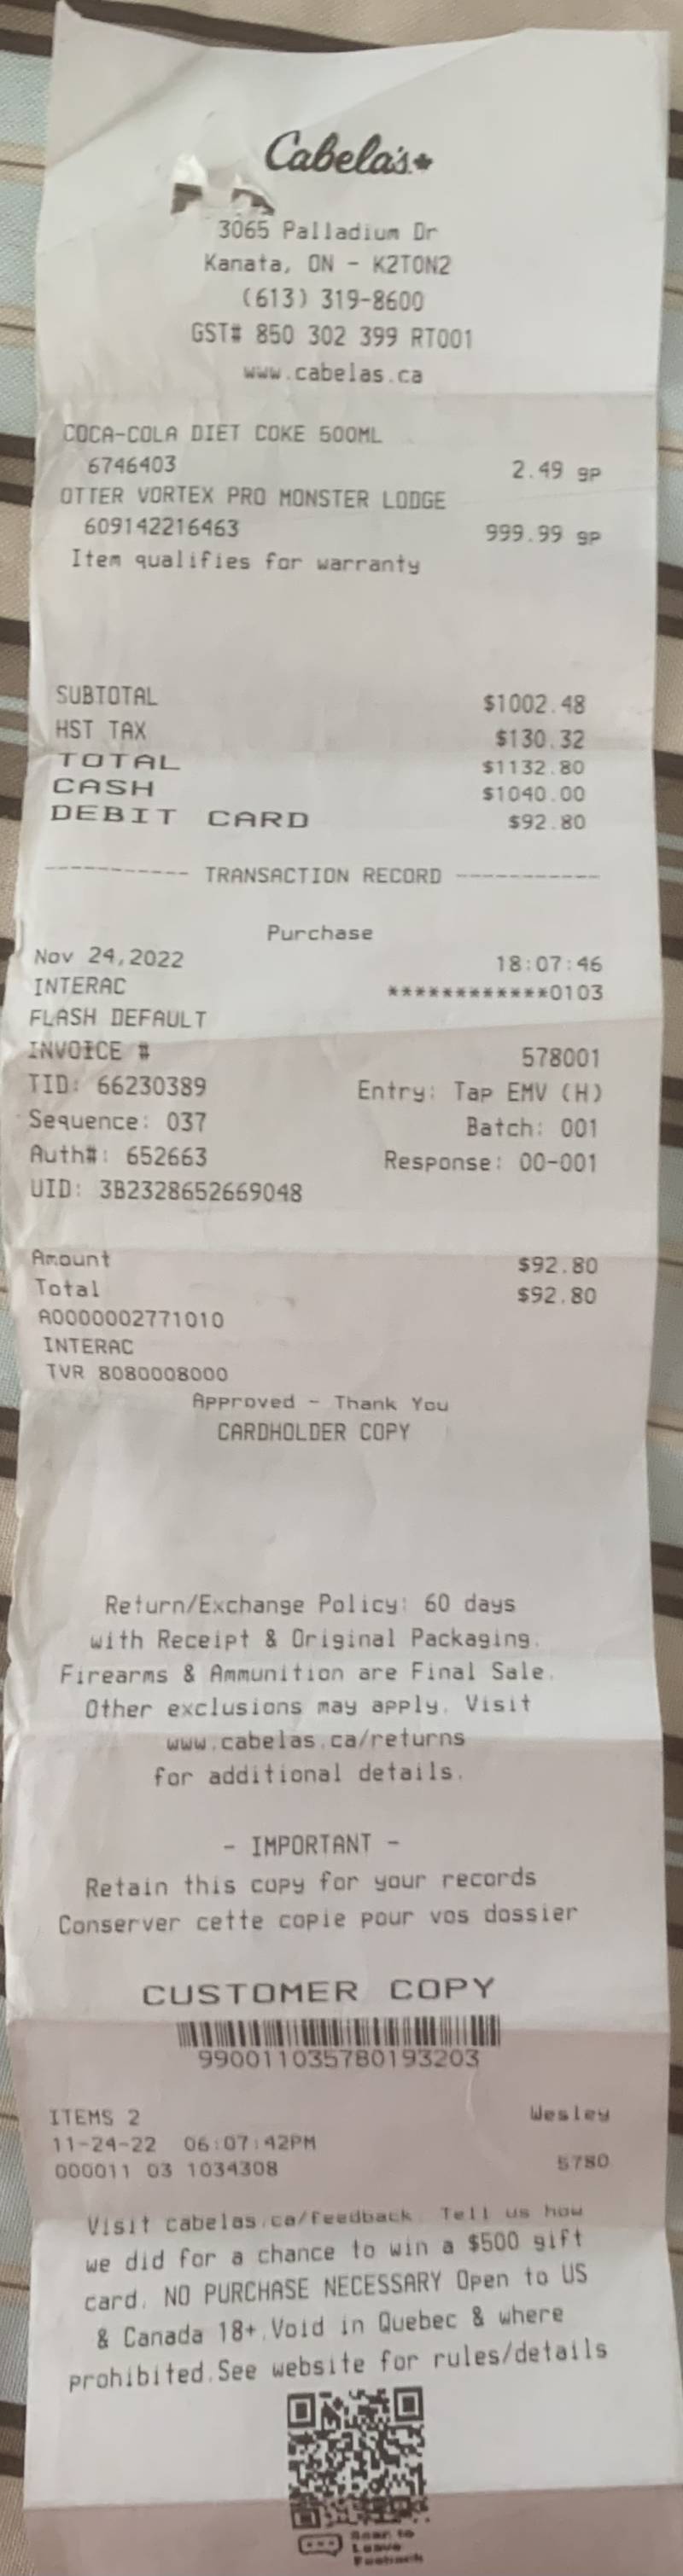 Cabela's
3065 Palladium Dr
Kanata, ON - K2T0N2
(613) 319-8600
GST# 850 302 399 RT001
www.cabelas.ca
COCA-COLA DIET COKE 500ML
6746403 2.49 gp
OTTER VORTEX PRO MONSTER LODGE
609142216463 999.99 gp
Item qualifies for warranty
SUBTOTAL $1002.48
HST TAX $130.32
TOTAL $1132.80
CASH $1040.00
DEBIT CARD $92.80
----------- TRANSACTION RECORD -----------
Purchase
Nov 24,2022 18:07:46
INTERAC ************0103
FLASH DEFAULT
INVOICE # 578001
TID: 66230389 Entry: Tap EMV (H)
Sequence: 037 Batch: 001
Auth#: 652663 Response: 00-001
UID: 3B2328652669048
Amount $92.80
Total $92.80
A0000002771010
INTERAC
TVR 8080008000
Approved - Thank You
CARDHOLDER COPY
Return/Exchange Policy: 60 days
with Receipt & Original Packaging.
Firearms & Ammunition are Final Sale.
Other exclusions may apply. Visit
www.cabelas.ca/returns
for additional details.
- IMPORTANT -
Retain this copy for your records
Conserver cette copie pour vos dossier
CUSTOMER COPY
990011035780193203
ITEMS 2 Wesley
11-24-22 06:07:42PM
000011 03 1034308 5780
Visit cabelas.ca/feedback. Tell us how
we did for a chance to win a $500 gift
card. NO PURCHASE NECESSARY Open to US
& Canada 18+.Void in Quebec & where
prohibited.See website for rules/details
Scan to
Leave
Feedback